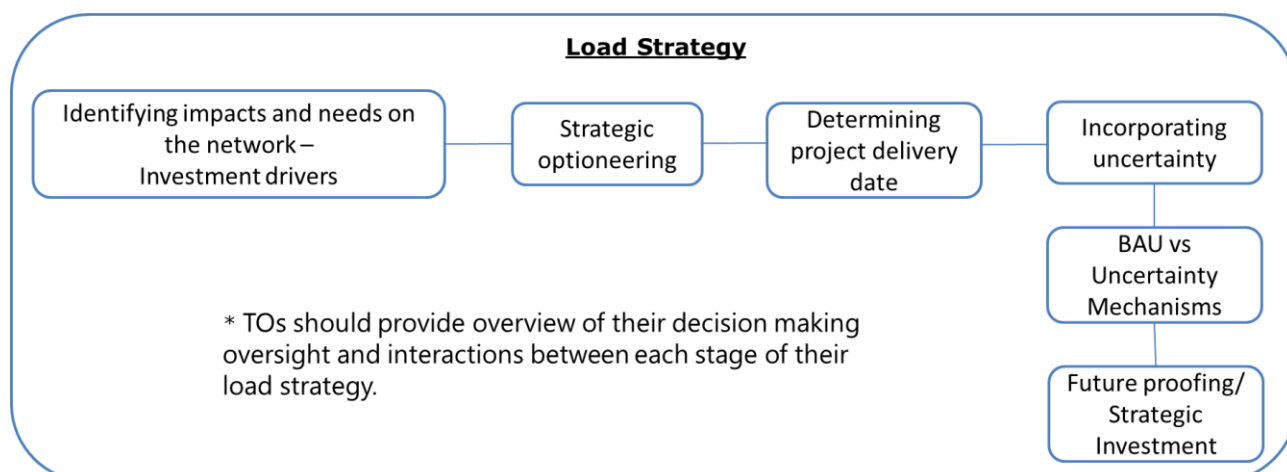 Load Strategy
Identifying impacts and needs on
the network –
Investment drivers
Strategic
optioneering
Determining
project delivery
date
Incorporating
uncertainty
BAU vs
Uncertainty
Mechanisms
* TOs should provide overview of their decision making
oversight and interactions between each stage of their
load strategy.
Future proofing/
Strategic
Investment